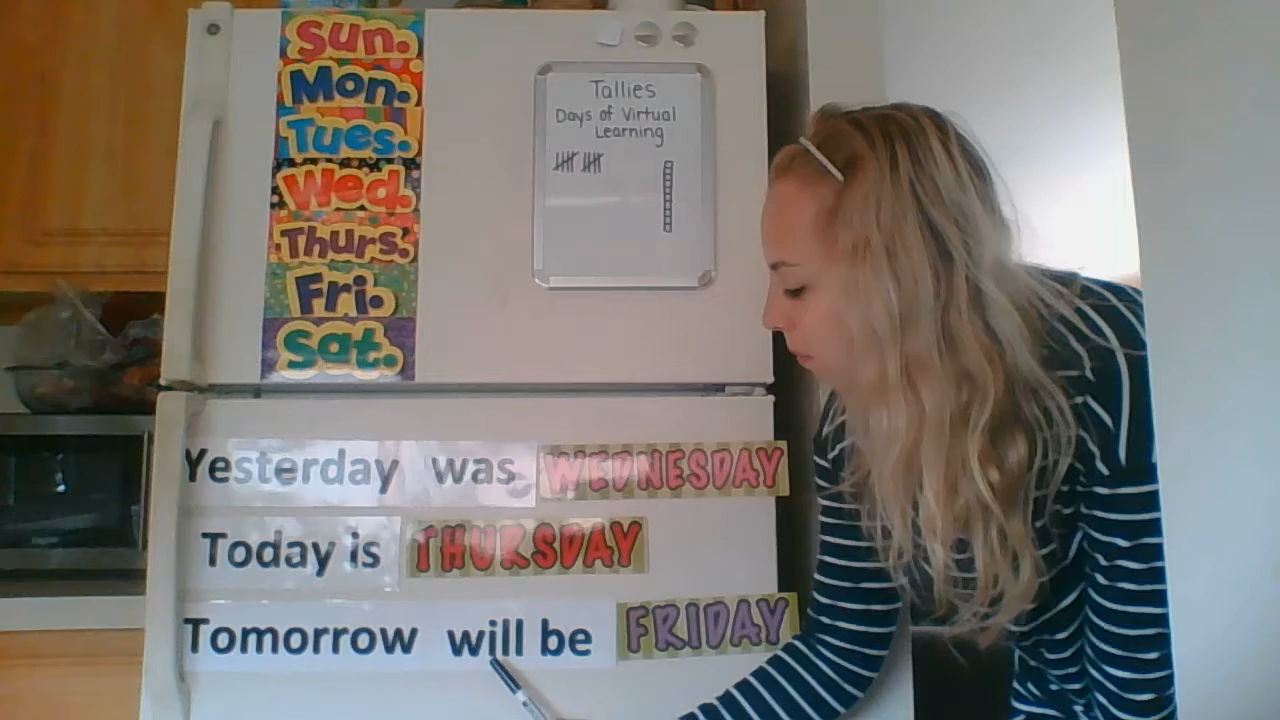 Sun.
Mon.
Tues.
Wed.
Thurs.
Fri.
Sat.
Tallies
Days of Virtual
Learning
Yesterday was WEDNESDAY
Today is THURSDAY
Tomorrow will be FRIDAY